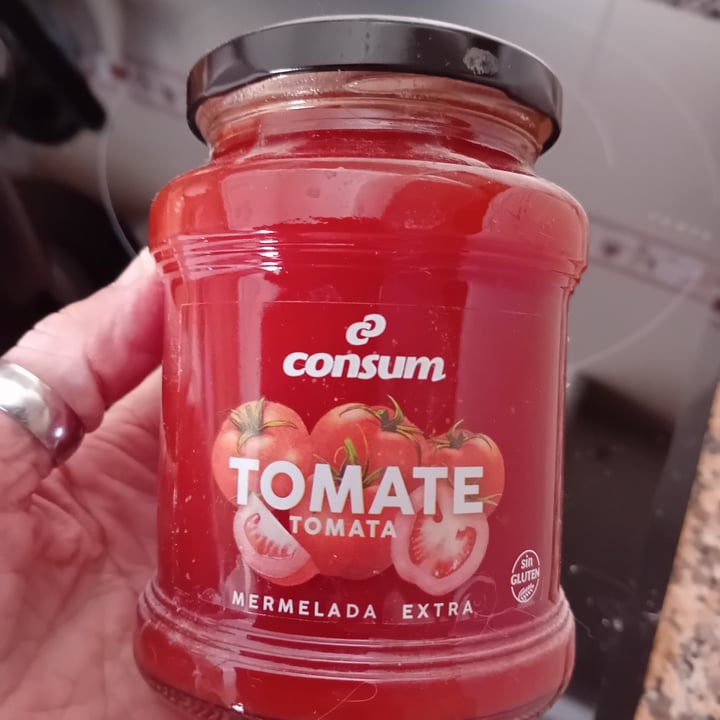 consum
TOMATE
TOMATA
MERMELADA EXTRA
sin
GLUTEN